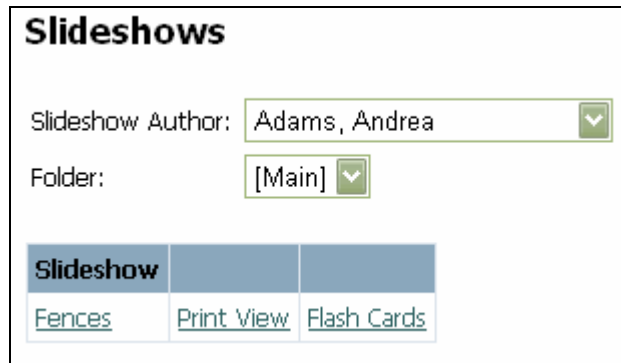 Slideshows
Slideshow Author: Adams, Andrea
Folder: [Main]
Slideshow
Fences Print View Flash Cards